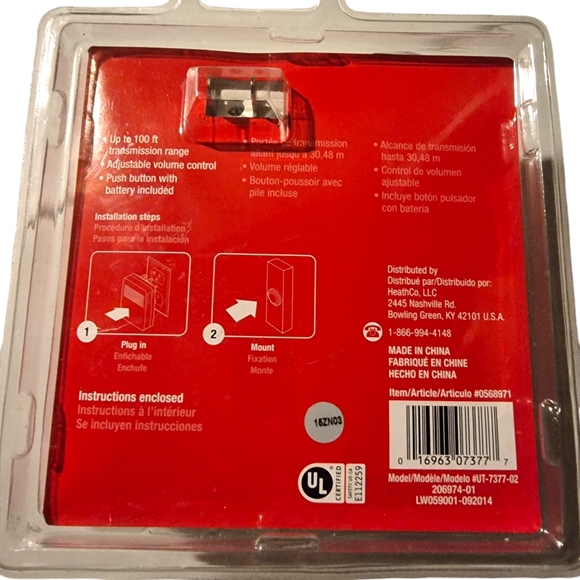 • Up to 100 ft
transmission range
• Adjustable volume control
• Push button with
battery included
• Portée de transmission
allant jusqu'à 30,48 m
• Volume réglable
• Bouton-poussoir avec
pile incluse
• Alcance de transmisión
hasta 30,48 m
• Control de volumen
ajustable
• Incluye botón pulsador
con batería
Installation steps
Procédure d'installation
Pasos para la instalación
1
Plug in
Enfichable
Enchufe
2
Mount
Fixation
Monte
Instructions enclosed
Instructions à l'intérieur
Se incluyen instrucciones
Distributed by
Distribué par/Distribuido por:
HeathCo, LLC
2445 Nashville Rd.
Bowling Green, KY 42101 U.S.A.
1-866-994-4148
MADE IN CHINA
FABRIQUÉ EN CHINE
HECHO EN CHINA
Item/Article/Articulo #0568971
0 16963 07377 7
Model/Modèle/Modelo #UT-7377-02
206974-01
LW059001-092014
15ZN03
UL
CERTIFIED
SAFETY US CA
E112259